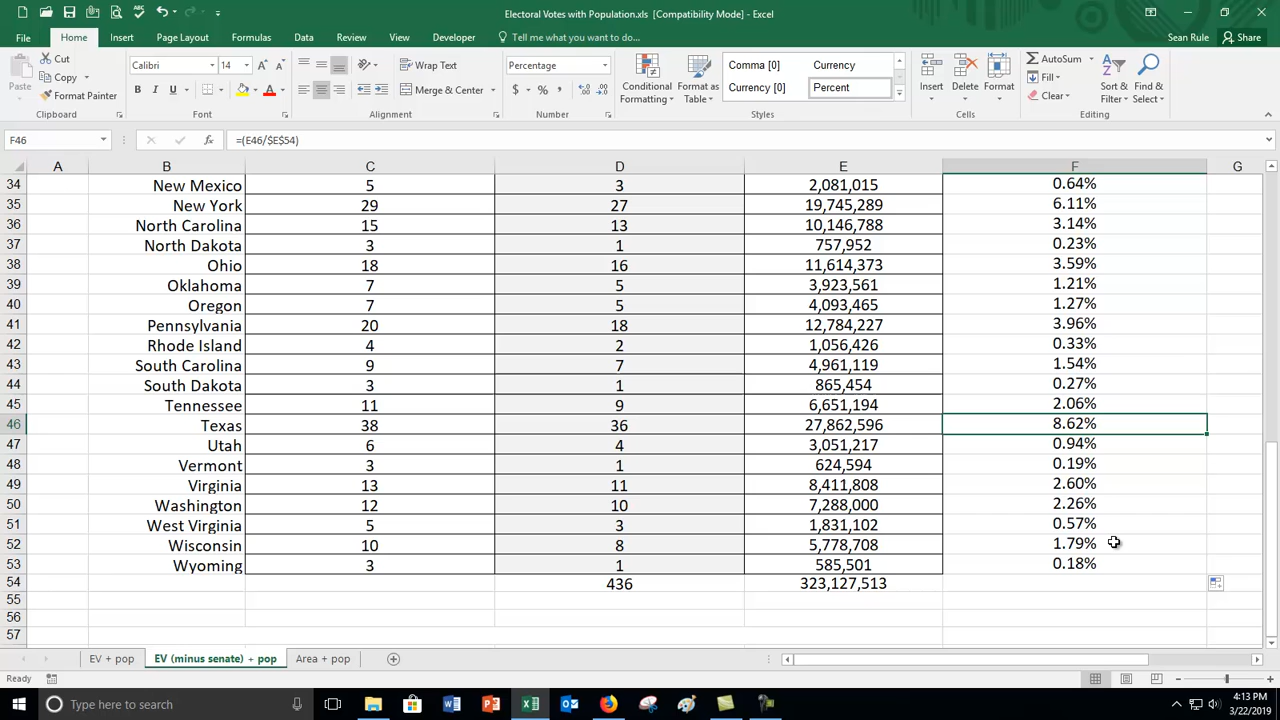 Electoral Votes with Population.xls [Compatibility Mode] - Excel
File Home Insert Page Layout Formulas Data Review View Developer Tell me what you want to do... Sean Rule Share
Paste Cut Copy Format Painter Clipboard
Calibri 14 B I U A Font
Wrap Text Merge & Center Alignment
Percentage $ % , Number
Conditional Formatting Format as Table Comma [0] Currency Currency [0] Percent Styles
Insert Delete Format Cells
AutoSum Fill Clear Sort & Filter Find & Select Editing
F46 fx =(E46/$E$54)
A B C D E F G
34 New Mexico 5 3 2,081,015 0.64%
35 New York 29 27 19,745,289 6.11%
36 North Carolina 15 13 10,146,788 3.14%
37 North Dakota 3 1 757,952 0.23%
38 Ohio 18 16 11,614,373 3.59%
39 Oklahoma 7 5 3,923,561 1.21%
40 Oregon 7 5 4,093,465 1.27%
41 Pennsylvania 20 18 12,784,227 3.96%
42 Rhode Island 4 2 1,056,426 0.33%
43 South Carolina 9 7 4,961,119 1.54%
44 South Dakota 3 1 865,454 0.27%
45 Tennessee 11 9 6,651,194 2.06%
46 Texas 38 36 27,862,596 8.62%
47 Utah 6 4 3,051,217 0.94%
48 Vermont 3 1 624,594 0.19%
49 Virginia 13 11 8,411,808 2.60%
50 Washington 12 10 7,288,000 2.26%
51 West Virginia 5 3 1,831,102 0.57%
52 Wisconsin 10 8 5,778,708 1.79%
53 Wyoming 3 1 585,501 0.18%
54 436 323,127,513
55
56
57
EV + pop EV (minus senate) + pop Area + pop
Ready
Type here to search 4:13 PM
3/22/2019